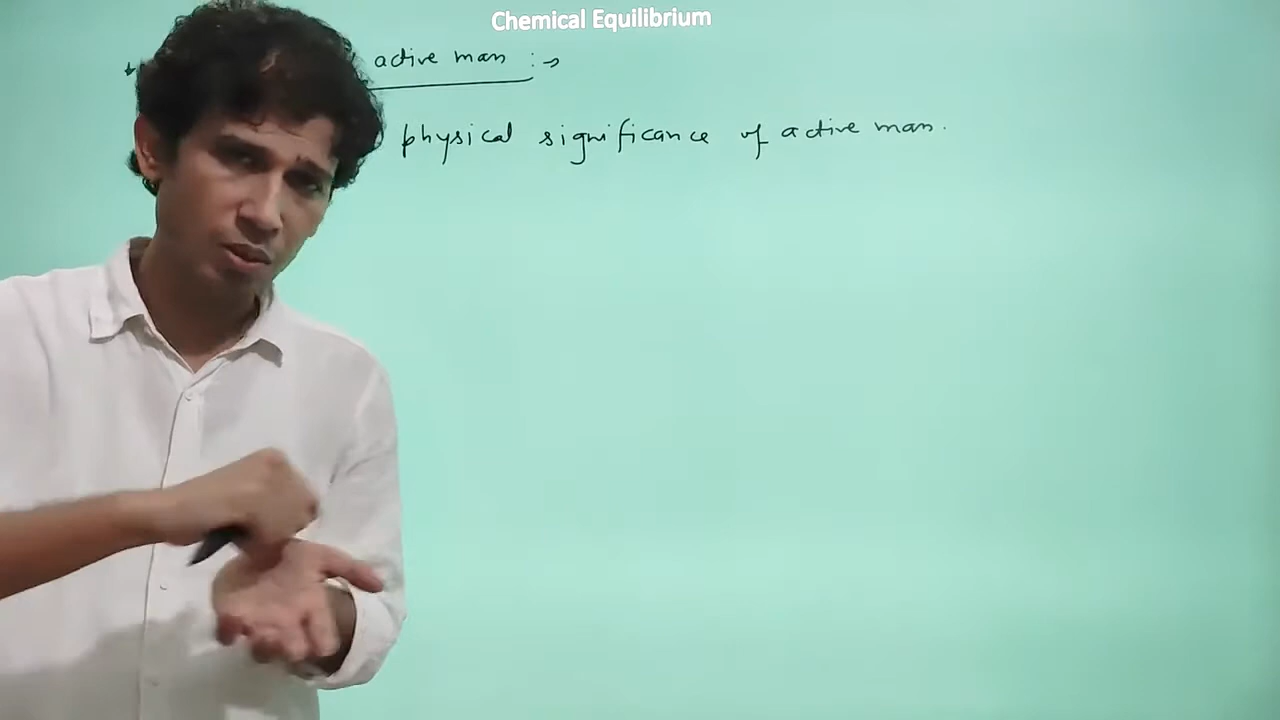 Chemical Equilibrium
active mass :→
physical significance of active mass.